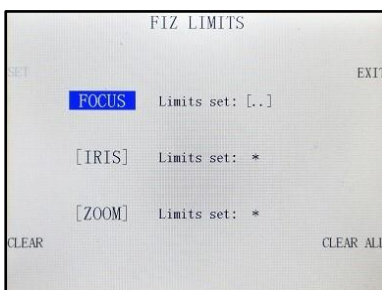 FIZ LIMITS
SET
EXIT
FOCUS Limits set: [..]
[IRIS] Limits set: *
[ZOOM] Limits set: *
CLEAR
CLEAR ALL